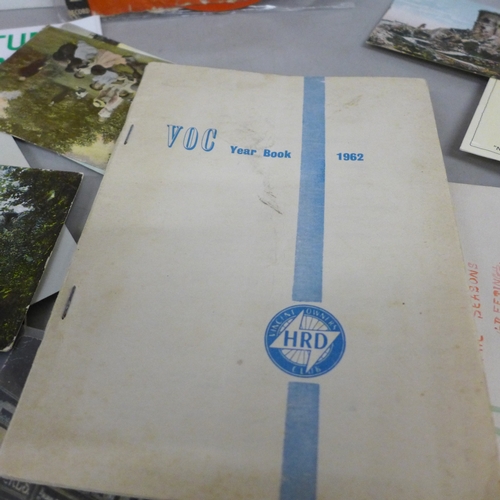 VOC Year Book 1962
VINCENT OWNERS
HRD
CLUB